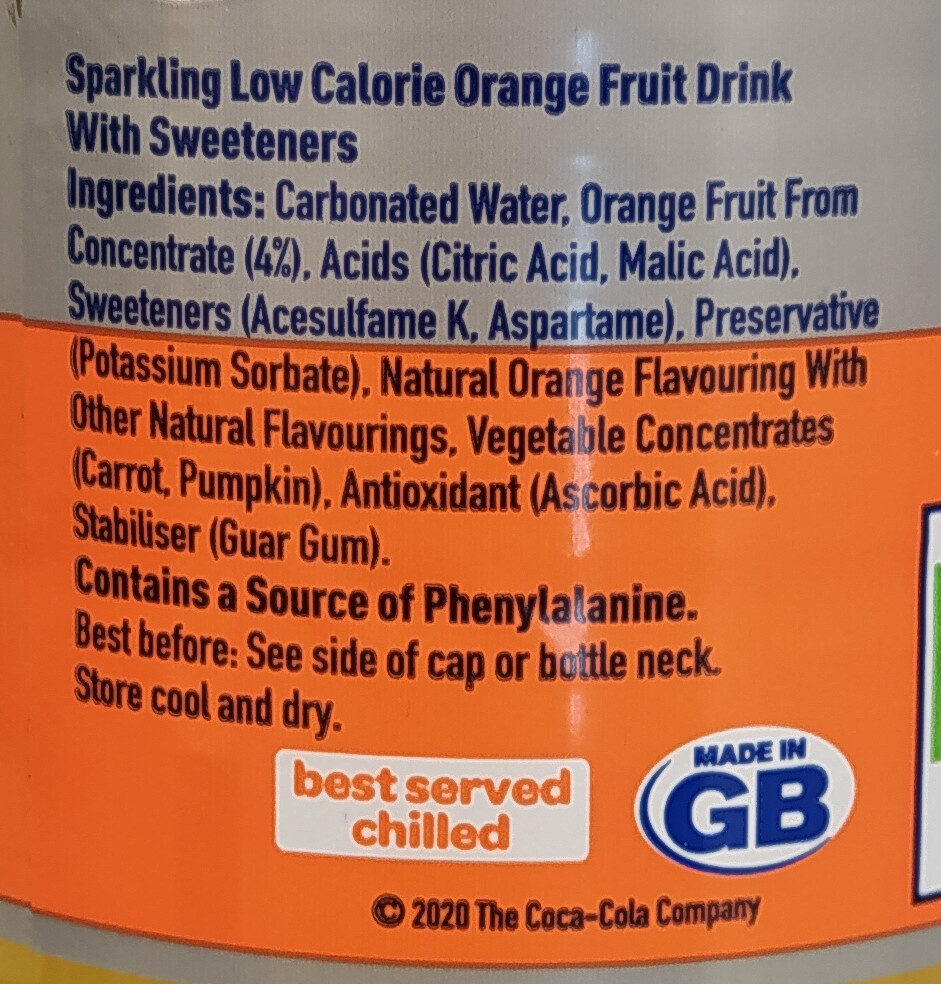 Sparkling Low Calorie Orange Fruit Drink
With Sweeteners
Ingredients: Carbonated Water, Orange Fruit From
Concentrate (4%), Acids (Citric Acid, Malic Acid),
Sweeteners (Acesulfame K, Aspartame), Preservative
(Potassium Sorbate), Natural Orange Flavouring With
Other Natural Flavourings, Vegetable Concentrates
(Carrot, Pumpkin), Antioxidant (Ascorbic Acid),
Stabiliser (Guar Gum).
Contains a Source of Phenylalanine.
Best before: See side of cap or bottle neck.
Store cool and dry.
best served
chilled
MADE IN
GB
© 2020 The Coca-Cola Company